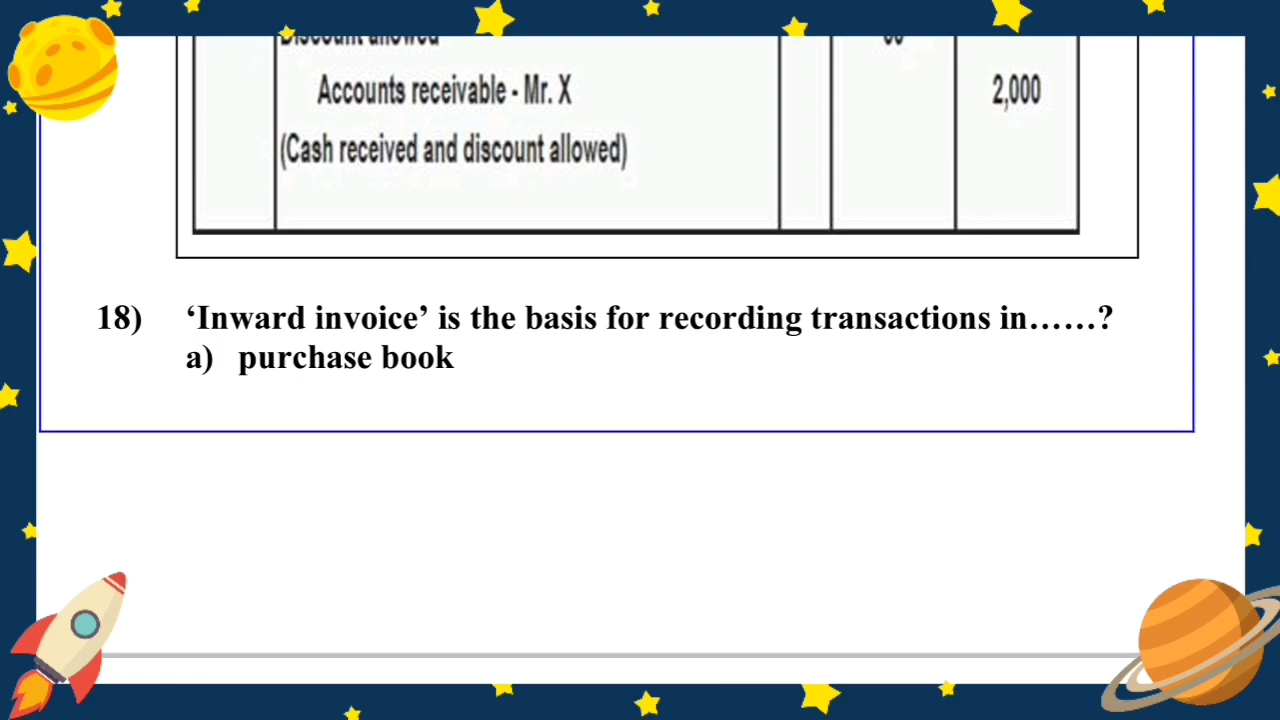 Accounts receivable - Mr. X 2,000
(Cash received and discount allowed)
18) ‘Inward invoice’ is the basis for recording transactions in……?
a) purchase book